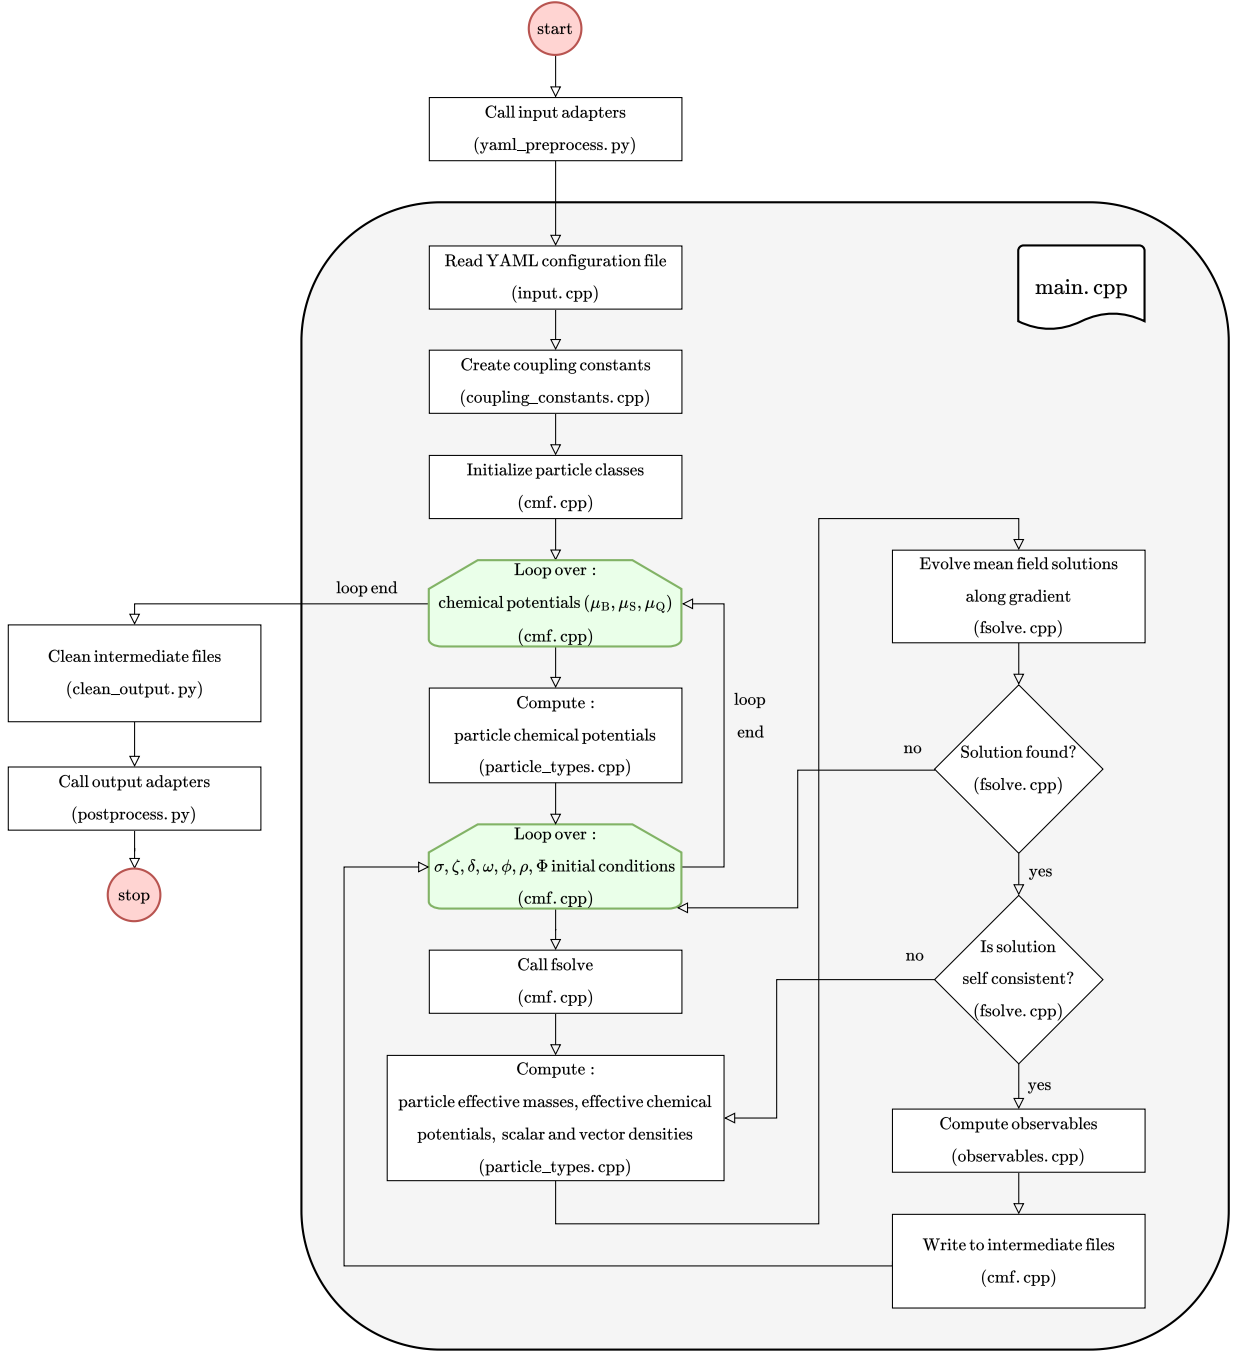 start
Call input adapters
(yaml_preprocess. py)
Read YAML configuration file
(input. cpp)
main. cpp
Create coupling constants
(coupling_constants. cpp)
Initialize particle classes
(cmf. cpp)
Loop over :
chemical potentials (μB, μS, μQ)
(cmf. cpp)
loop end
Clean intermediate files
(clean_output. py)
Call output adapters
(postprocess. py)
stop
Compute :
particle chemical potentials
(particle_types. cpp)
loop
end
Loop over :
σ, ζ, δ, ω, ϕ, ρ, Φ initial conditions
(cmf. cpp)
Call fsolve
(cmf. cpp)
Compute :
particle effective masses, effective chemical
potentials, scalar and vector densities
(particle_types. cpp)
Evolve mean field solutions
along gradient
(fsolve. cpp)
Solution found?
(fsolve. cpp)
no
yes
Is solution
self consistent?
(fsolve. cpp)
no
yes
Compute observables
(observables. cpp)
Write to intermediate files
(cmf. cpp)